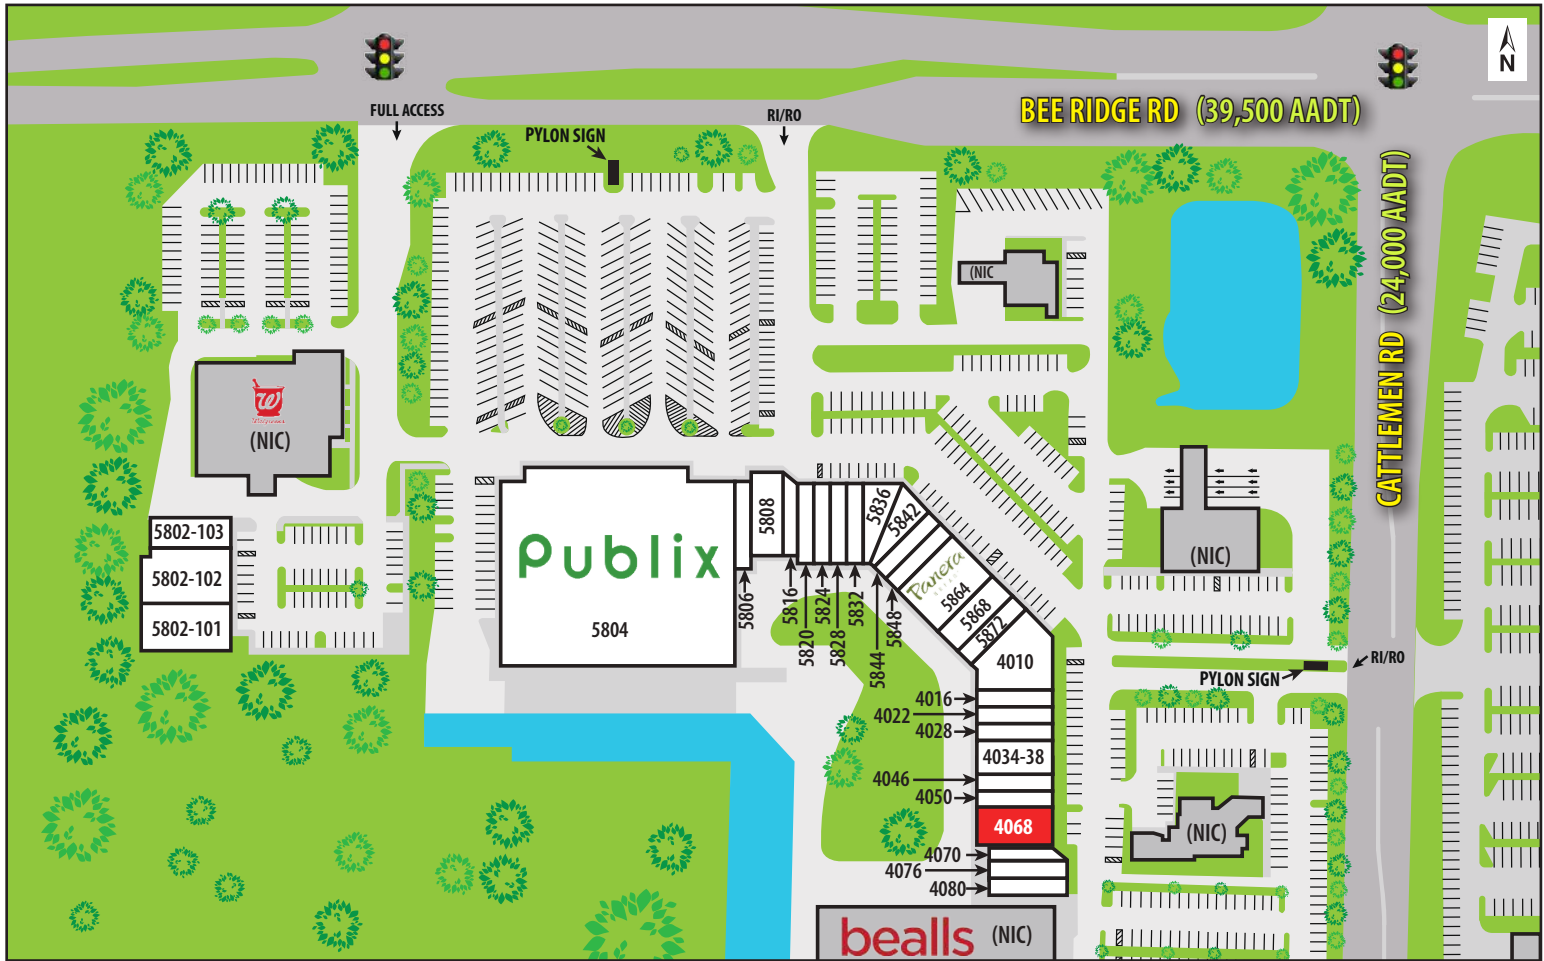 N
FULL ACCESS
RI/RO
BEE RIDGE RD (39,500 AADT)
PYLON SIGN
CATTLEMEN RD (24,000 AADT)
(NIC
Walgreens
(NIC)
5802-103
5802-102
5802-101
Publix
5804
5806
5808
5816
5820
5824
5828
5832
5836
5842
5844
5848
Panera
BREAD
5864
5868
5872
4010
(NIC)
RI/RO
PYLON SIGN
4016
4022
4028
4034-38
4046
4050
4068
4070
4076
4080
(NIC)
bealls (NIC)